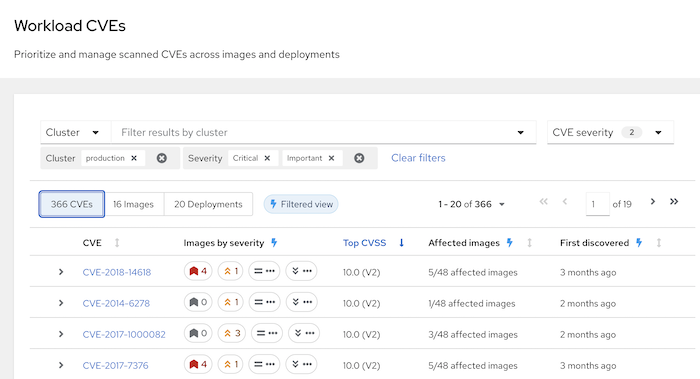 Workload CVEs
Prioritize and manage scanned CVEs across images and deployments
Cluster Filter results by cluster CVE severity 2
Cluster production Severity Critical Important Clear filters
366 CVEs 16 Images 20 Deployments Filtered view 1 - 20 of 366 1 of 19
CVE Images by severity Top CVSS Affected images First discovered
CVE-2018-14618 4 1 ••• ••• 10.0 (V2) 5/48 affected images 3 months ago
CVE-2014-6278 0 1 ••• ••• 10.0 (V2) 1/48 affected images 2 months ago
CVE-2017-1000082 0 3 ••• ••• 10.0 (V2) 3/48 affected images 2 months ago
CVE-2017-7376 4 1 ••• ••• 10.0 (V2) 5/48 affected images 3 months ago